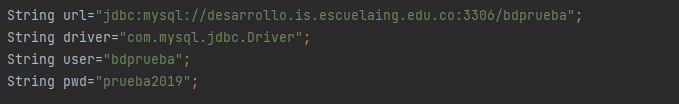 String url="jdbc:mysql://desarrollo.is.escuelaing.edu.co:3306/bdprueba";
String driver="com.mysql.jdbc.Driver";
String user="bdprueba";
String pwd="prueba2019";